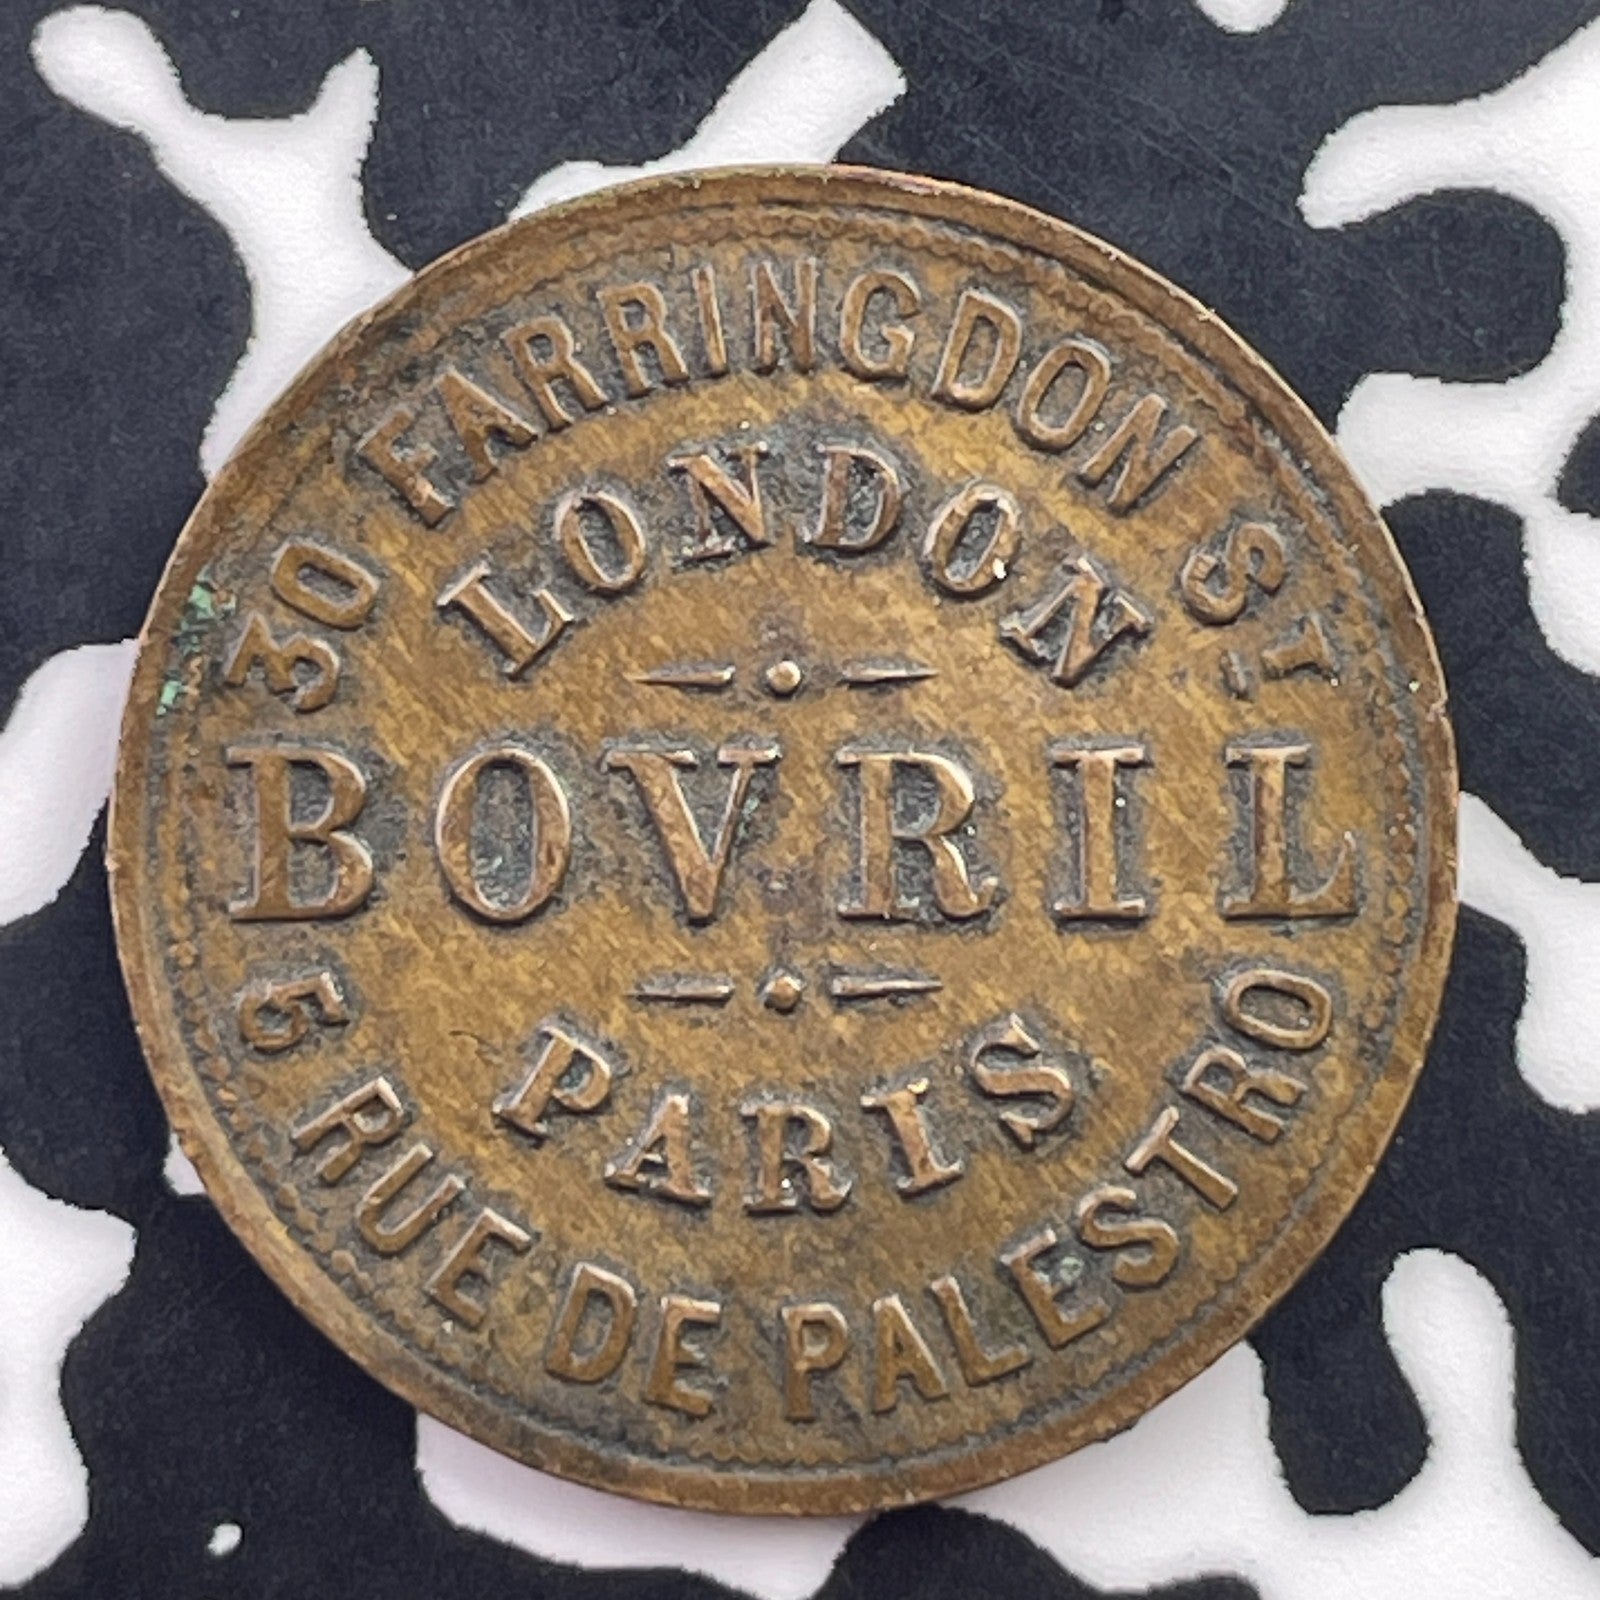 30 FARRINGDON ST
LONDON
BOVRIL
PARIS
5 RUE DE PALESTRO